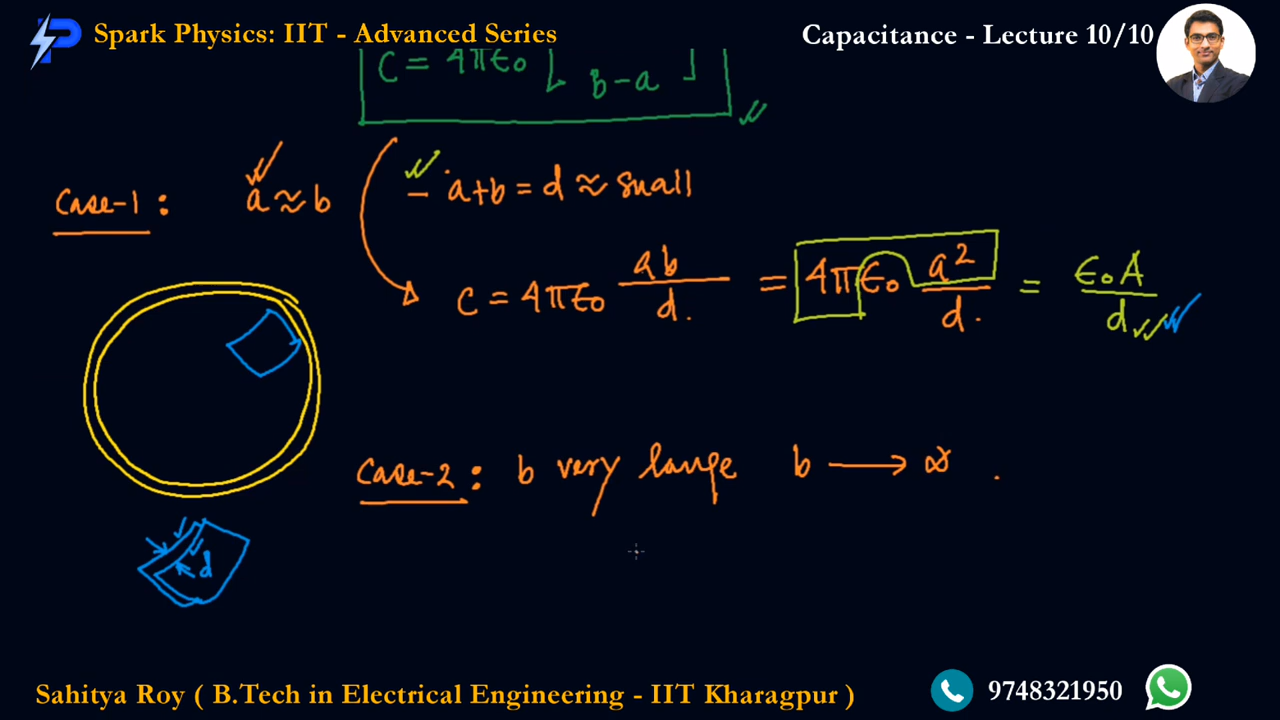 Spark Physics: IIT - Advanced Series
Capacitance - Lecture 10/10
C = 4πϵ₀ [ b-a ]
Case-1 : a ≈ b - a+b = d ≈ small
C = 4πϵ₀ ab/d. = 4πϵ₀ a²/d. = ϵ₀A/d
d
Case-2 : b very large b ⟶ ∞ .
Sahitya Roy ( B.Tech in Electrical Engineering - IIT Kharagpur )
9748321950